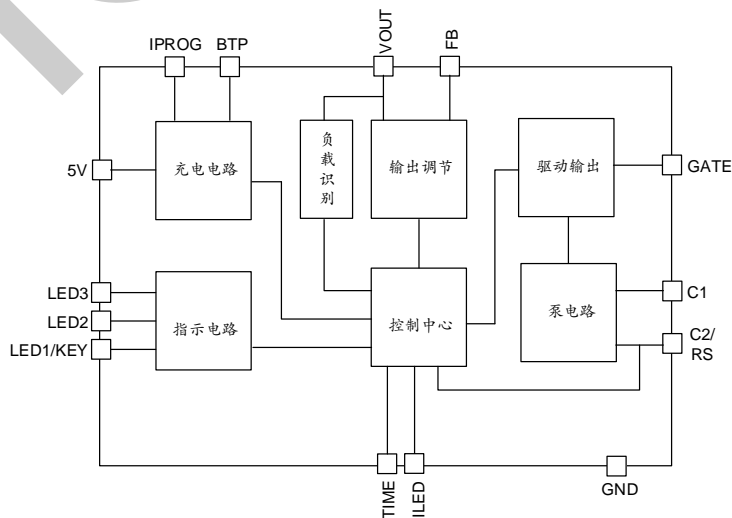 IPROG BTP
VOUT
FB
5V
充电电路
负载识别
输出调节
驱动输出
GATE
LED3
LED2
LED1/KEY
指示电路
控制中心
泵电路
C1
C2/
RS
TIME
ILED
GND